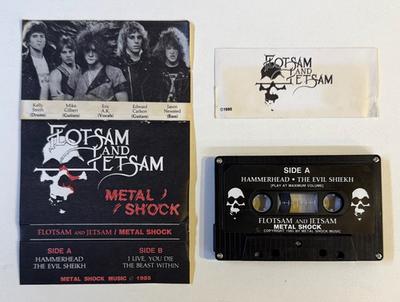 Kelly
Smith
(Drums)
Mike
Gilbert
(Guitars)
Eric
A.K.
(Vocals)
Edward
Carlson
(Guitars)
Jason
Newsted
(Bass)
FLOTSAM
AND
JETSAM
METAL
SHOCK
FLOTSAM AND JETSAM / METAL SHOCK
SIDE A
HAMMERHEAD
THE EVIL SHEIKH
SIDE B
I LIVE, YOU DIE
THE BEAST WITHIN
METAL SHOCK MUSIC © 1985
FLOTSAM
AND
JETSAM
©1985
SIDE A
HAMMERHEAD • THE EVIL SHIEKH
[PLAY AT MAXIMUM VOLUME]
FLOTSAM AND JETSAM
METAL SHOCK
COPYRIGHT 1985 BY METAL SHOCK MUSIC